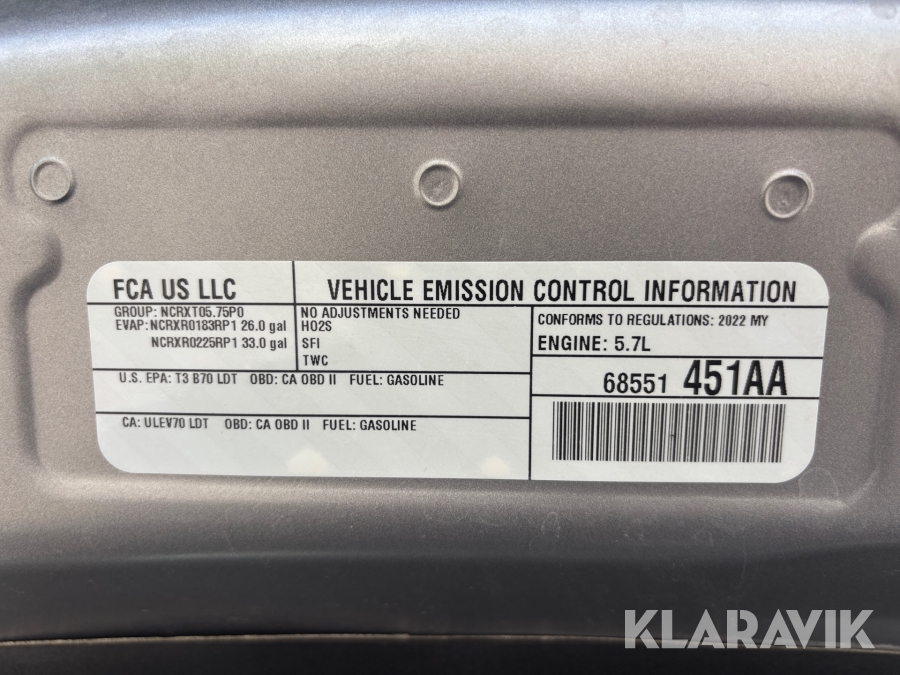 FCA US LLC
VEHICLE EMISSION CONTROL INFORMATION
GROUP: NCRXT05.75P0
EVAP: NCRXR0183RP1 26.0 gal
NCRXR0225RP1 33.0 gal
NO ADJUSTMENTS NEEDED
HO2S
SFI
TWC
CONFORMS TO REGULATIONS: 2022 MY
ENGINE: 5.7L
U.S. EPA: T3 B70 LDT OBD: CA OBD II FUEL: GASOLINE
CA: ULEV70 LDT OBD: CA OBD II FUEL: GASOLINE
68551 451AA
KLARAVIK